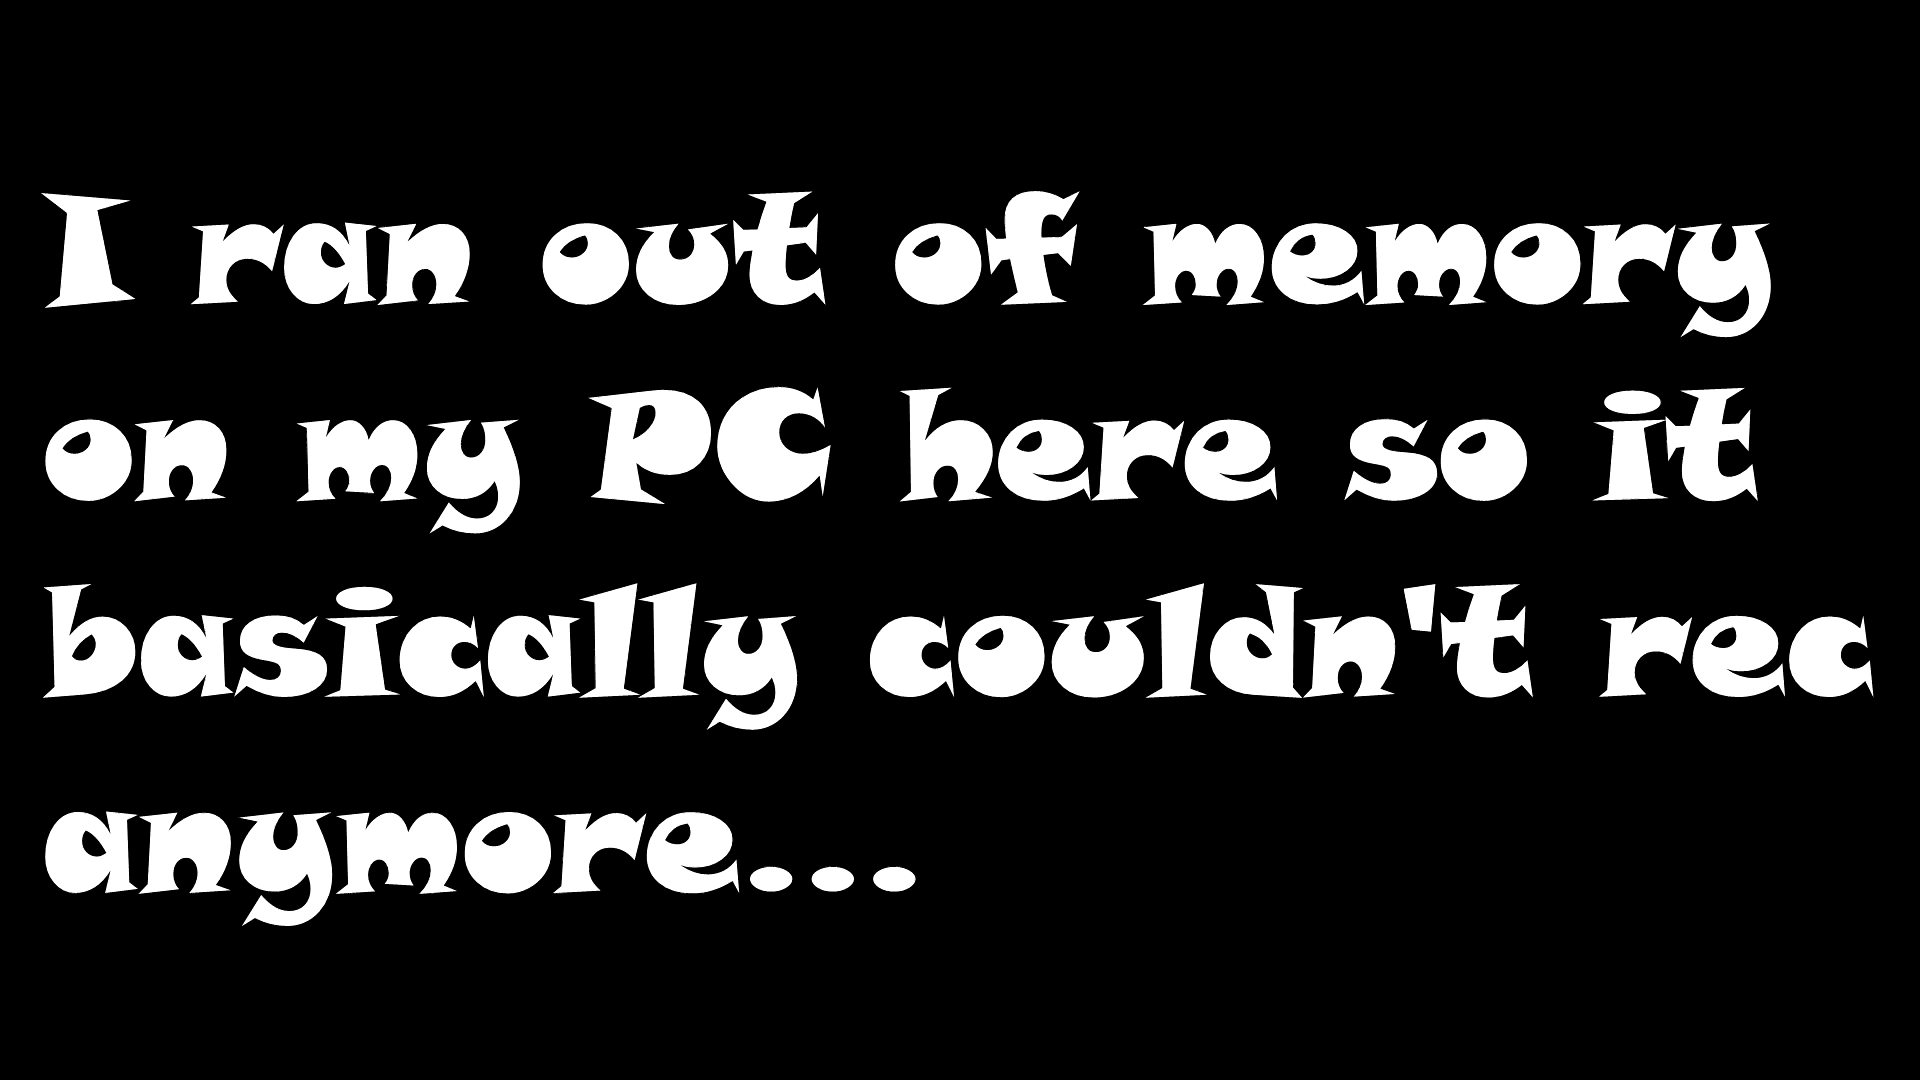 I ran out of memory
on my PC here so it
basically couldn't rec
anymore...